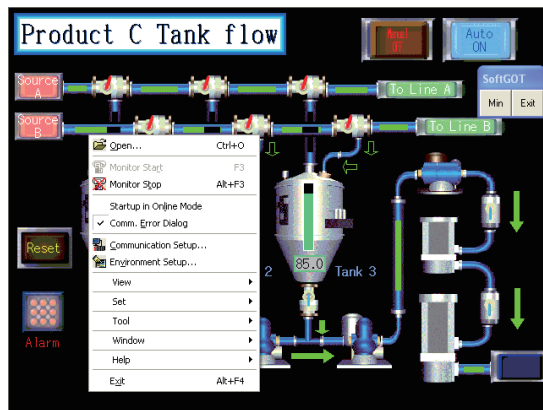 Product C Tank flow
Manual
OFF
Auto
ON
SoftGOT
Min Exit
Source
A
To Line A
Source
B
To Line B
Open... Ctrl+O
Monitor Start F3
Monitor Stop Alt+F3
Startup in Online Mode
Comm. Error Dialog
Communication Setup...
Environment Setup...
View
Set
Tool
Window
Help
Exit Alt+F4
Reset
85.0
2
Tank 3
Alarm